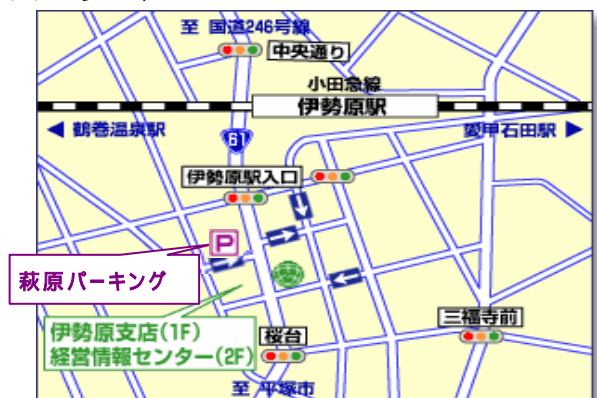 至 国道246号線
中央通り
小田急線
伊勢原駅
鶴巻温泉駅
愛甲石田駅
61
伊勢原駅入口
P
萩原パーキング
三福寺前
伊勢原支店(1F)
経営情報センター(2F)
桜台
至 平塚市